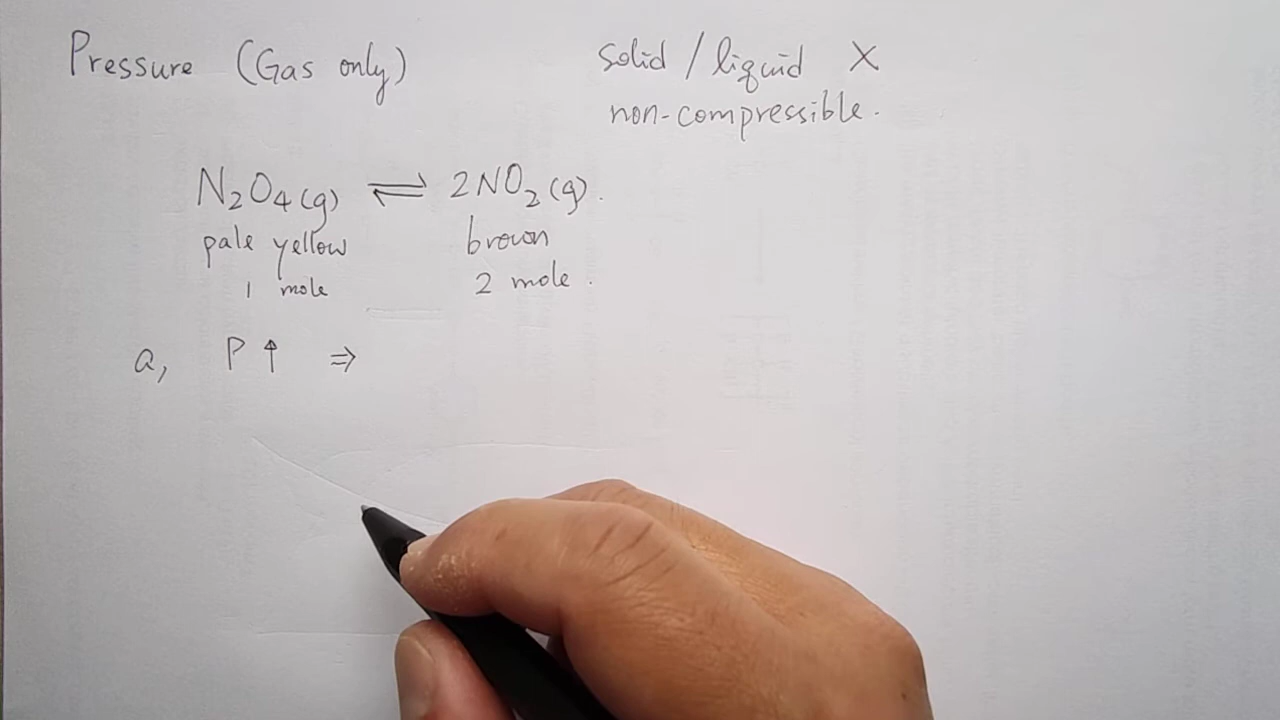 Pressure (Gas only)
solid / liquid X
non-compressible.
N₂O₄(g) ⇌ 2NO₂(g).
pale yellow brown
1 mole 2 mole.
a, P↑ ⇒